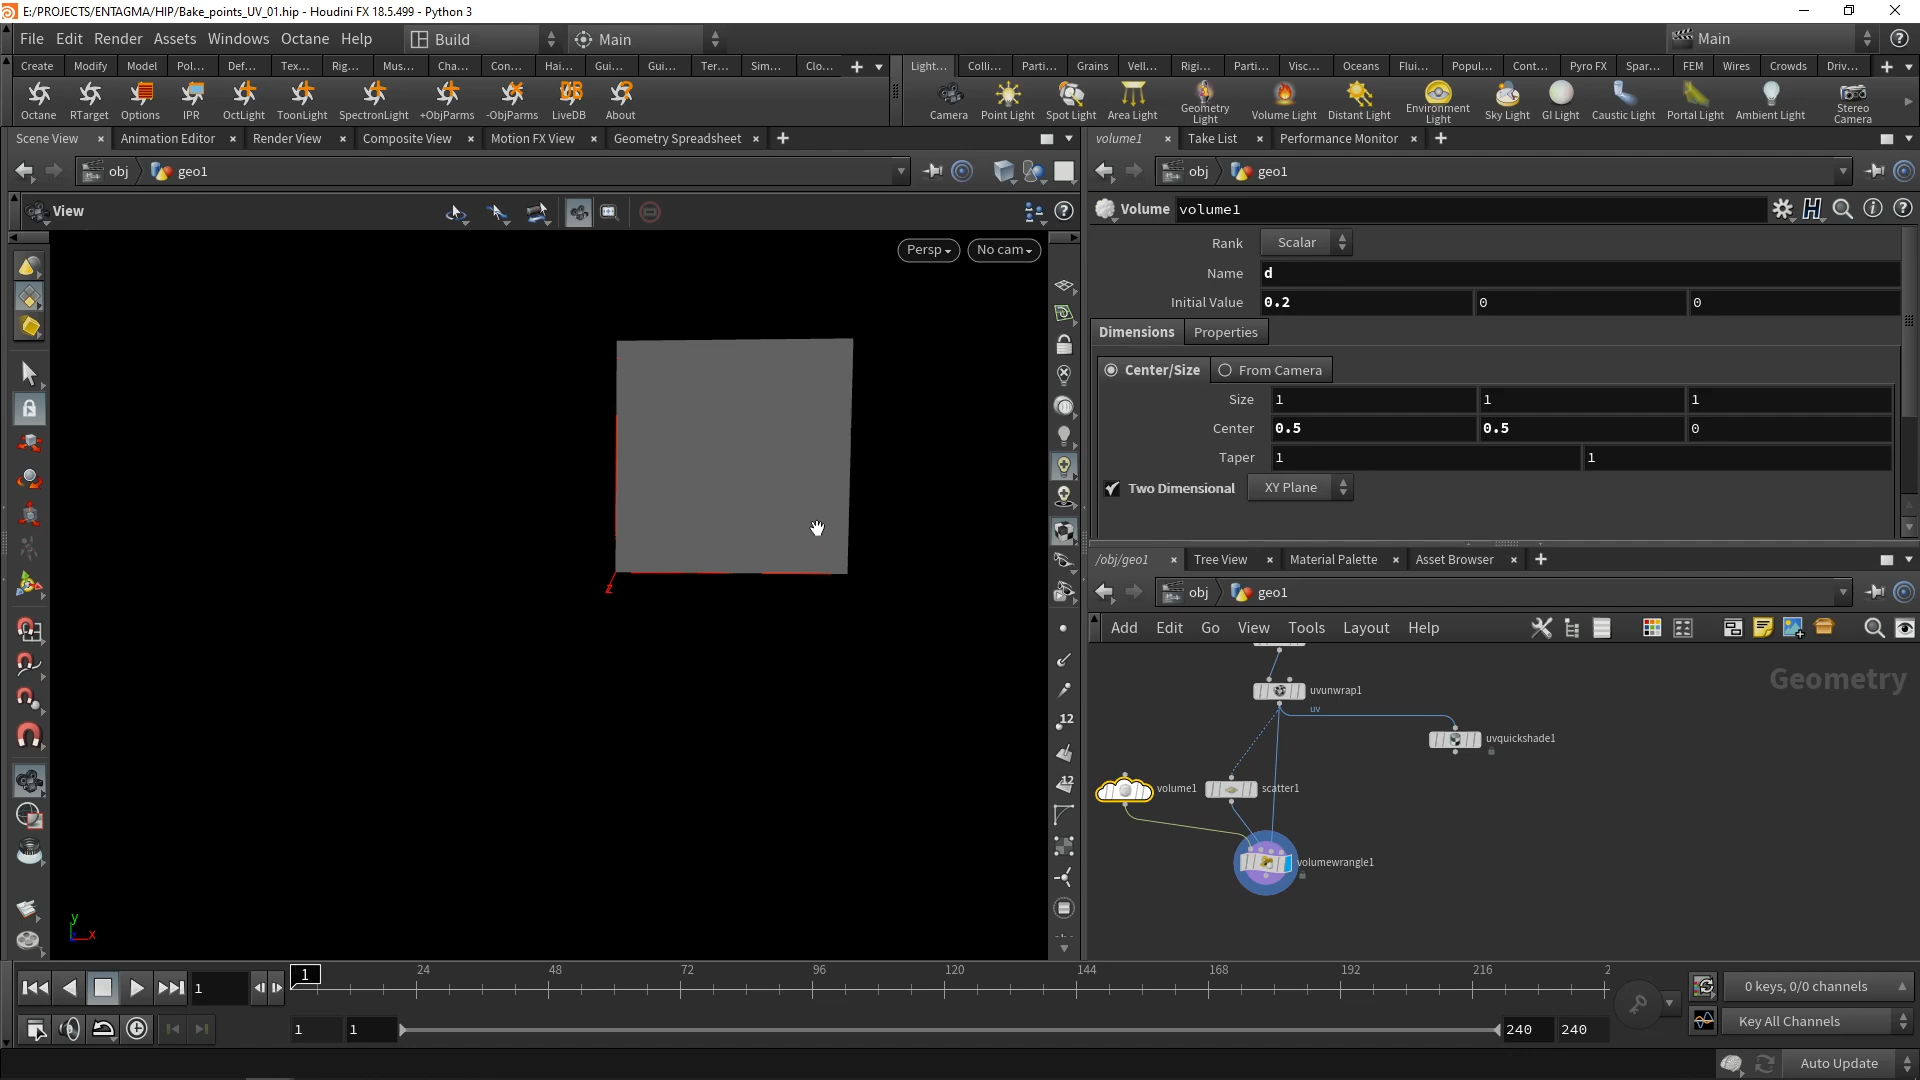 E:/PROJECTS/ENTAGMA/HIP/Bake_points_UV_01.hip - Houdini FX 18.5.499 - Python 3
File Edit Render Assets Windows Octane Help Build Main Main
Create Modify Model Pol... Def... Tex... Rig... Mus... Cha... Con... Hai... Gui... Gui... Ter... Sim... Clo... Light... Colli... Parti... Grains Vell... Rigi... Parti... Visc... Oceans Flui... Popul... Cont... Pyro FX Spar... FEM Wires Crowds Driv...
Octane RTarget Options IPR OctLight ToonLight SpectronLight +ObjParms -ObjParms LiveDB About
Camera Point Light Spot Light Area Light Geometry Light Volume Light Distant Light Environment Light Sky Light GI Light Caustic Light Portal Light Ambient Light Stereo Camera
Scene View Animation Editor Render View Composite View Motion FX View Geometry Spreadsheet
volume1 Take List Performance Monitor
obj geo1
obj geo1
View
Persp No cam
Volume volume1
Rank Scalar
Name d
Initial Value 0.2 0 0
Dimensions Properties
Center/Size From Camera
Size 1 1 1
Center 0.5 0.5 0
Taper 1 1
Two Dimensional XY Plane
z
y
x
12
12
/obj/geo1 Tree View Material Palette Asset Browser
obj geo1
Add Edit Go View Tools Layout Help
Geometry
uvunwrap1
uv
uvquickshade1
volume1
scatter1
volumewrangle1
1 1 24 48 72 96 120 144 168 192 216 2
0 keys, 0/0 channels
1 1 240 240
Key All Channels
Auto Update